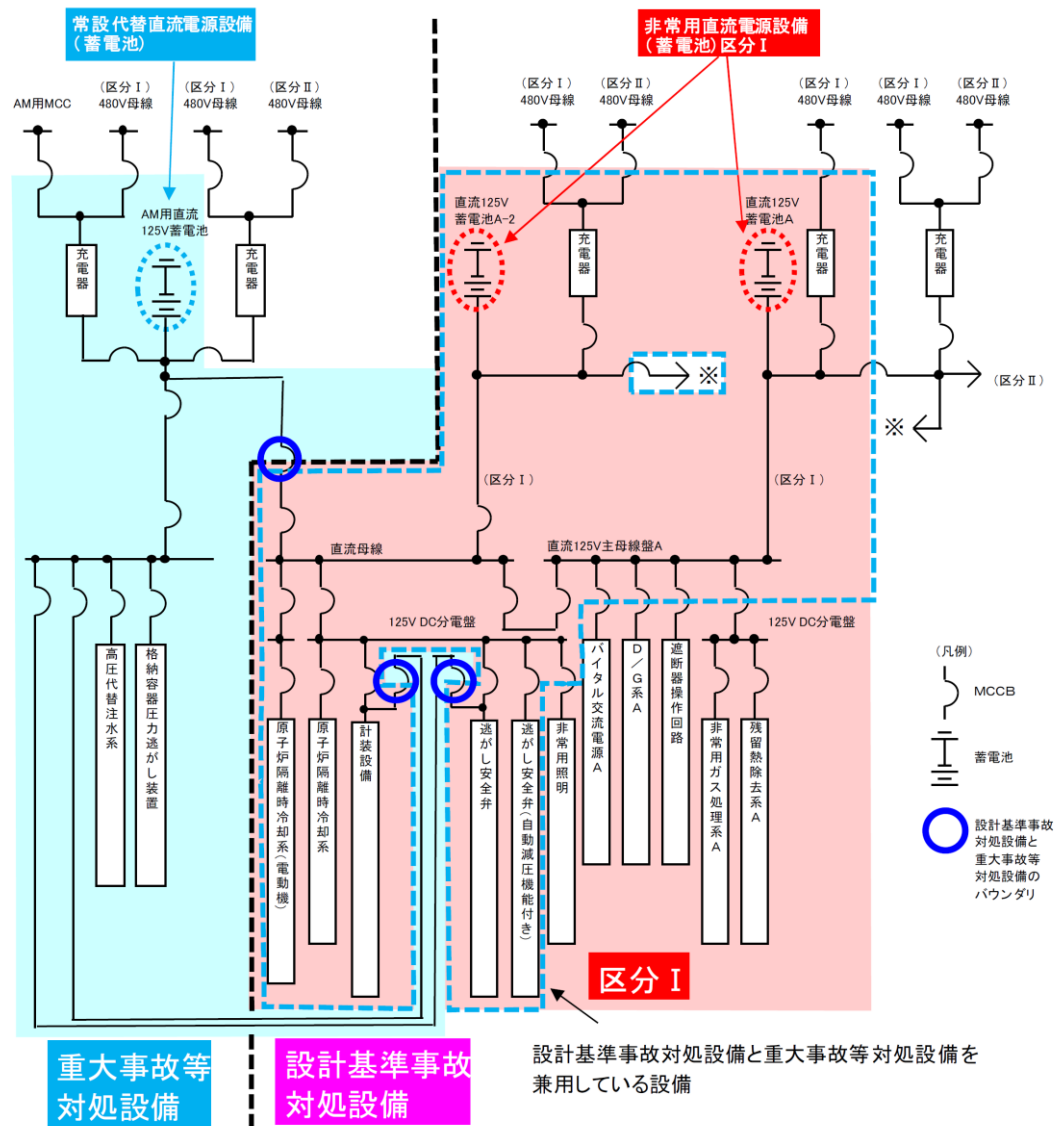 常設代替直流電源設備
（蓄電池）
非常用直流電源設備
（蓄電池）区分Ⅰ
AM用MCC
（区分Ⅰ）
480V母線
（区分Ⅰ）
480V母線
（区分Ⅱ）
480V母線
（区分Ⅰ）
480V母線
（区分Ⅱ）
480V母線
（区分Ⅰ）
480V母線
（区分Ⅰ）
480V母線
（区分Ⅱ）
480V母線
AM用直流
125V蓄電池
直流125V
蓄電池A-2
直流125V
蓄電池A
充電器
充電器
充電器
充電器
充電器
※
（区分Ⅱ）
※
（区分Ⅰ）
（区分Ⅰ）
直流母線
直流125V主母線盤A
125V DC分電盤
125V DC分電盤
高圧代替注水系
格納容器圧力逃がし装置
原子炉隔離時冷却系（電動機）
原子炉隔離時冷却系
計装設備
逃がし安全弁
逃がし安全弁（自動減圧機能付き）
非常用照明
バイタル交流電源A
D／G系A
遮断器操作回路
非常用ガス処理系A
残留熱除去系A
（凡例）
MCCB
蓄電池
設計基準事故
対処設備と
重大事故等
対処設備の
バウンダリ
区分Ⅰ
重大事故等
対処設備
設計基準事故
対処設備
設計基準事故対処設備と重大事故等対処設備を
兼用している設備